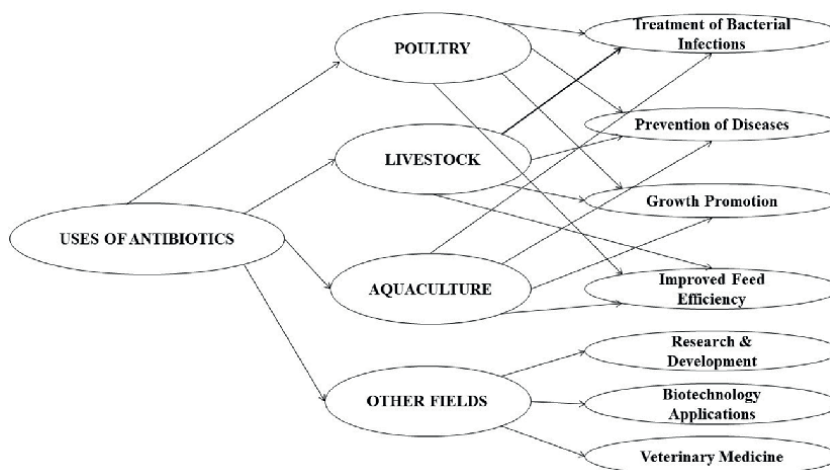 POULTRY
Treatment of Bacterial
Infections
Prevention of Diseases
LIVESTOCK
Growth Promotion
USES OF ANTIBIOTICS
AQUACULTURE
Improved Feed
Efficiency
Research &
Development
OTHER FIELDS
Biotechnology
Applications
Veterinary Medicine